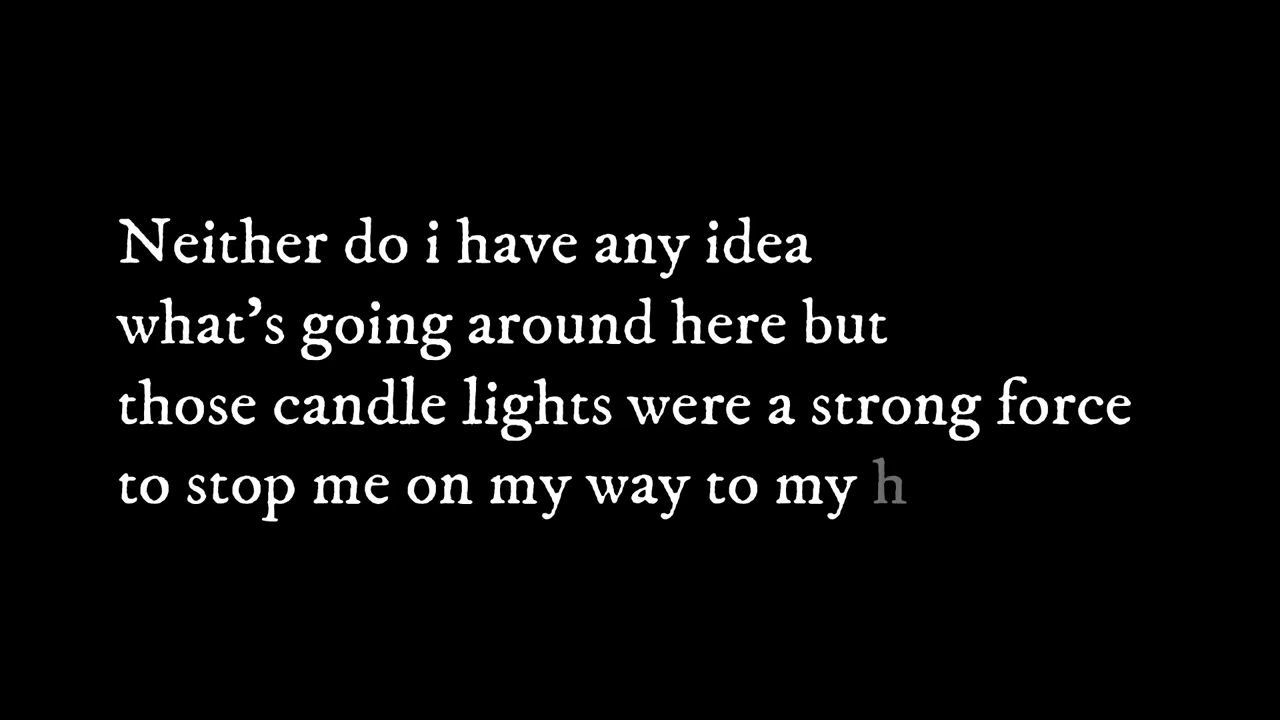 Neither do i have any idea
what's going around here but
those candle lights were a strong force
to stop me on my way to my h